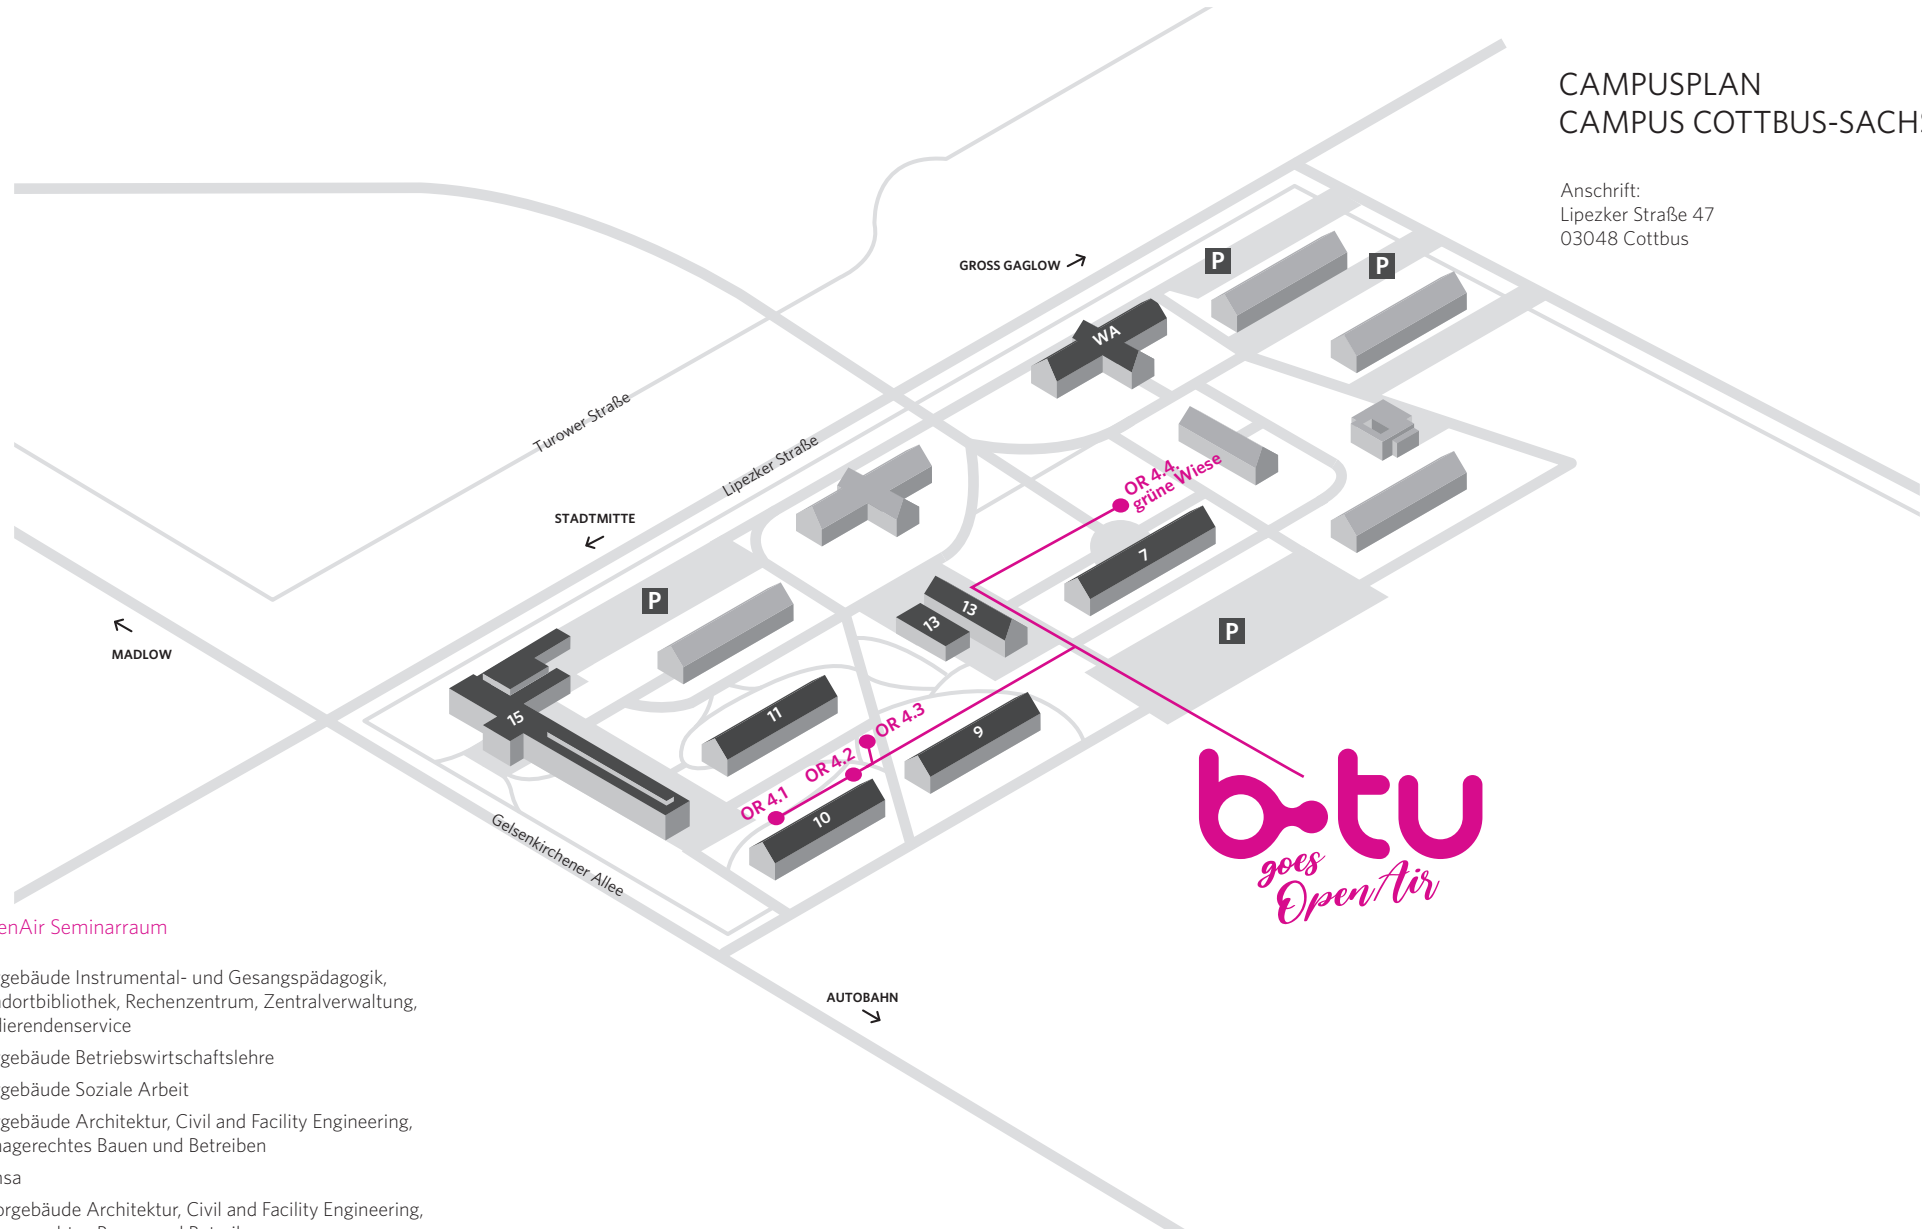 CAMPUSPLAN
CAMPUS COTTBUS-SACHS
Anschrift:
Lipezker Straße 47
03048 Cottbus
GROSS GAGLOW
P
P
WA
Turower Straße
Lipezker Straße
OR 4.4.
grüne Wiese
STADTMITTE
7
P
13
13
P
MADLOW
11
15
OR 4.3
9
OR 4.2
OR 4.1
10
Gelsenkirchener Allee
b-tu
goes
OpenAir
enAir Seminarraum
gebäude Instrumental- und Gesangspädagogik,
dortbibliothek, Rechenzentrum, Zentralverwaltung,
dierendenservice
AUTOBAHN
gebäude Betriebswirtschaftslehre
gebäude Soziale Arbeit
gebäude Architektur, Civil and Facility Engineering,
nagerechtes Bauen und Betreiben
nsa
orgebäude Architektur, Civil and Facility Engineering,